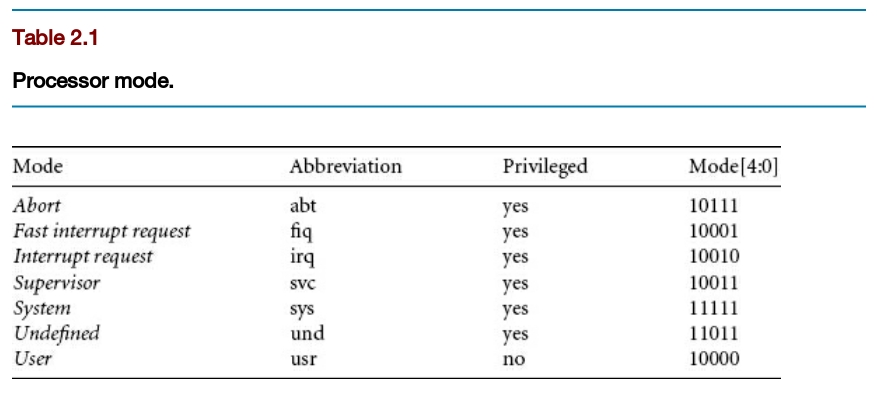 Table 2.1
Processor mode.
Mode Abbreviation Privileged Mode[4:0]
Abort abt yes 10111
Fast interrupt request fiq yes 10001
Interrupt request irq yes 10010
Supervisor svc yes 10011
System sys yes 11111
Undefined und yes 11011
User usr no 10000